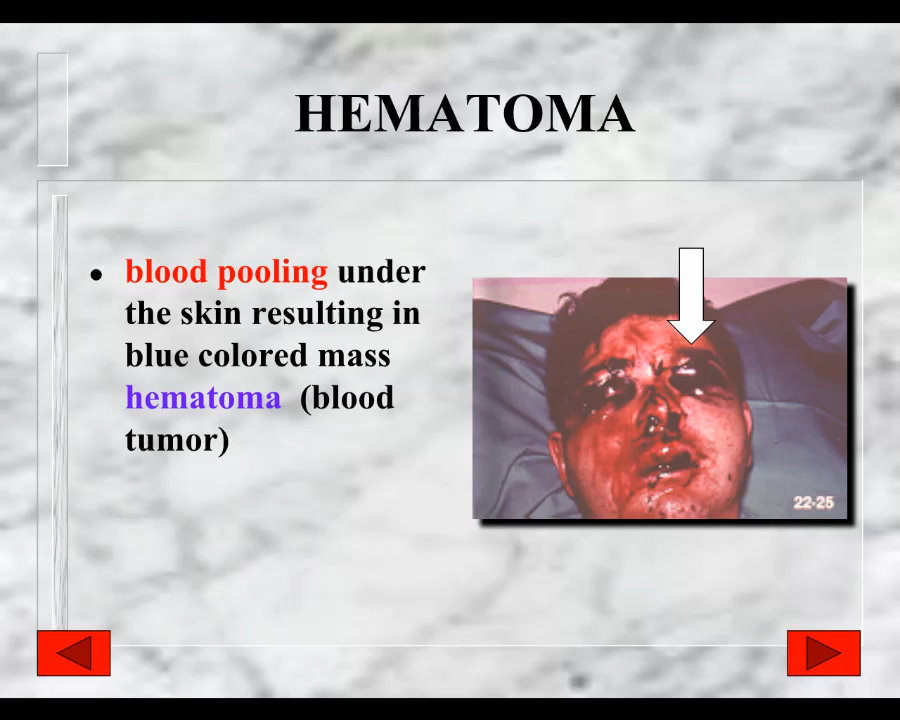 HEMATOMA
• blood pooling under
the skin resulting in
blue colored mass
hematoma (blood
tumor)
22-25